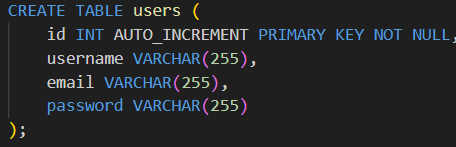 CREATE TABLE users (
    id INT AUTO_INCREMENT PRIMARY KEY NOT NULL,
    username VARCHAR(255),
    email VARCHAR(255),
    password VARCHAR(255)
);